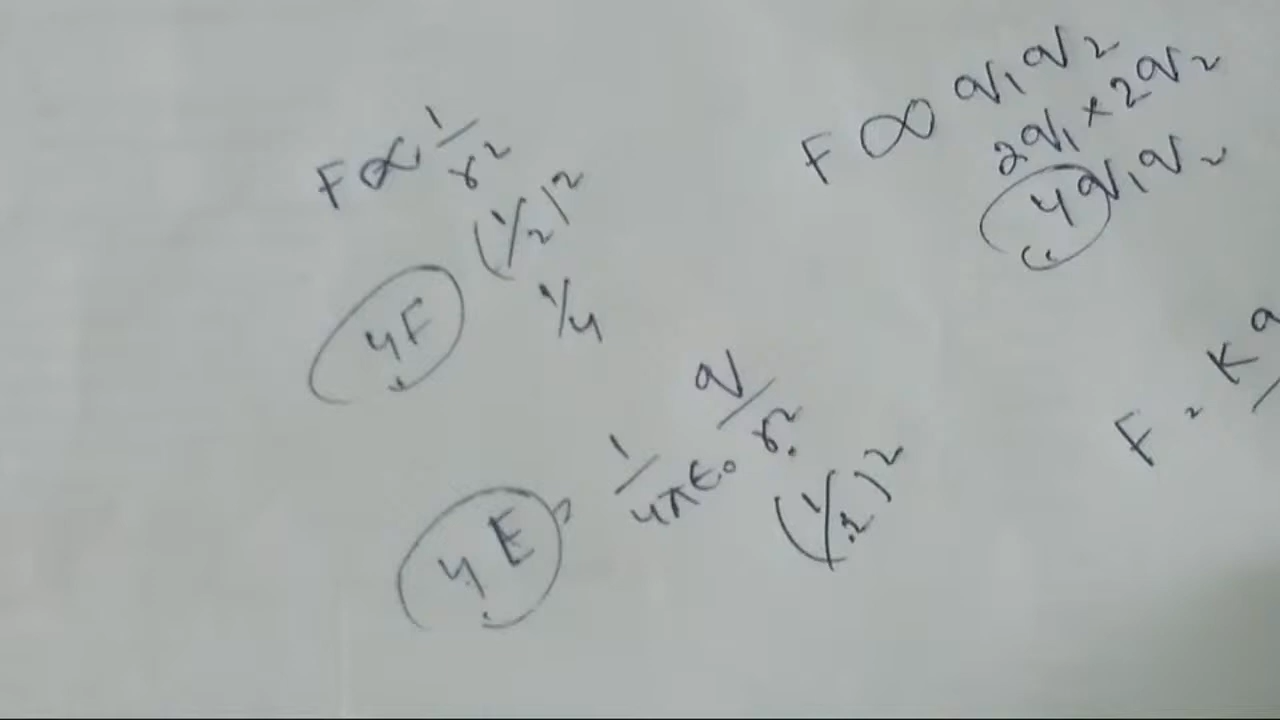 F ∝ 1/r²
(1/2)²
1/4
4F
F ∝ q₁q₂
2q₁ × 2q₂
4q₁q₂
F = K q
4E = 1/4πε₀ q/r²
(1/2)²